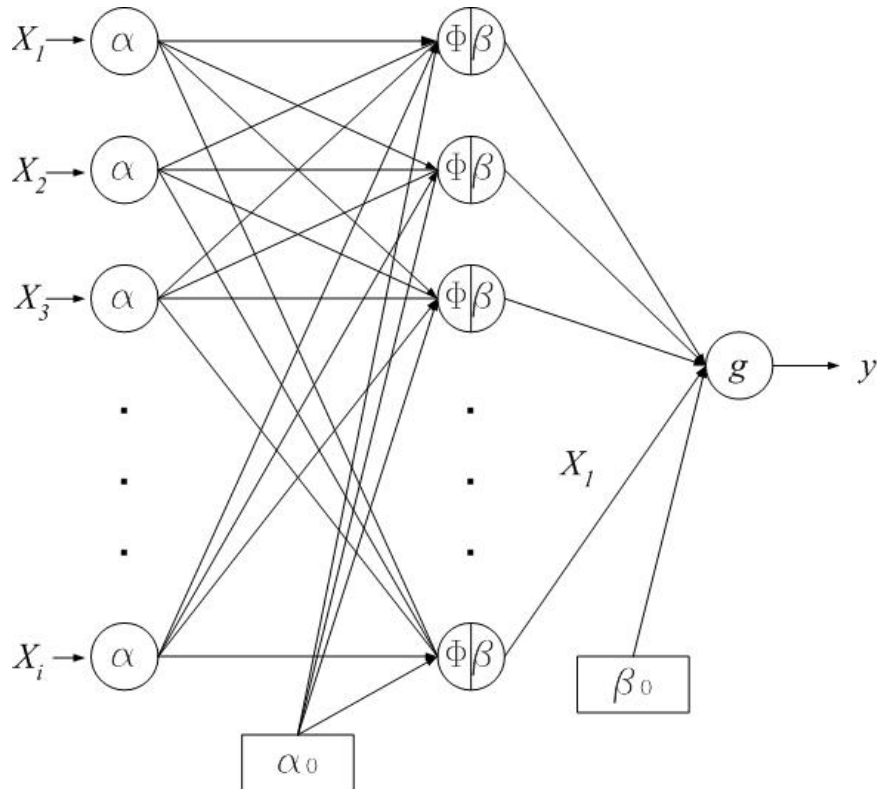 X1 α Φ β
X2 α Φ β
X3 α Φ β
g y
X1
Xi α Φ β
β0
α0